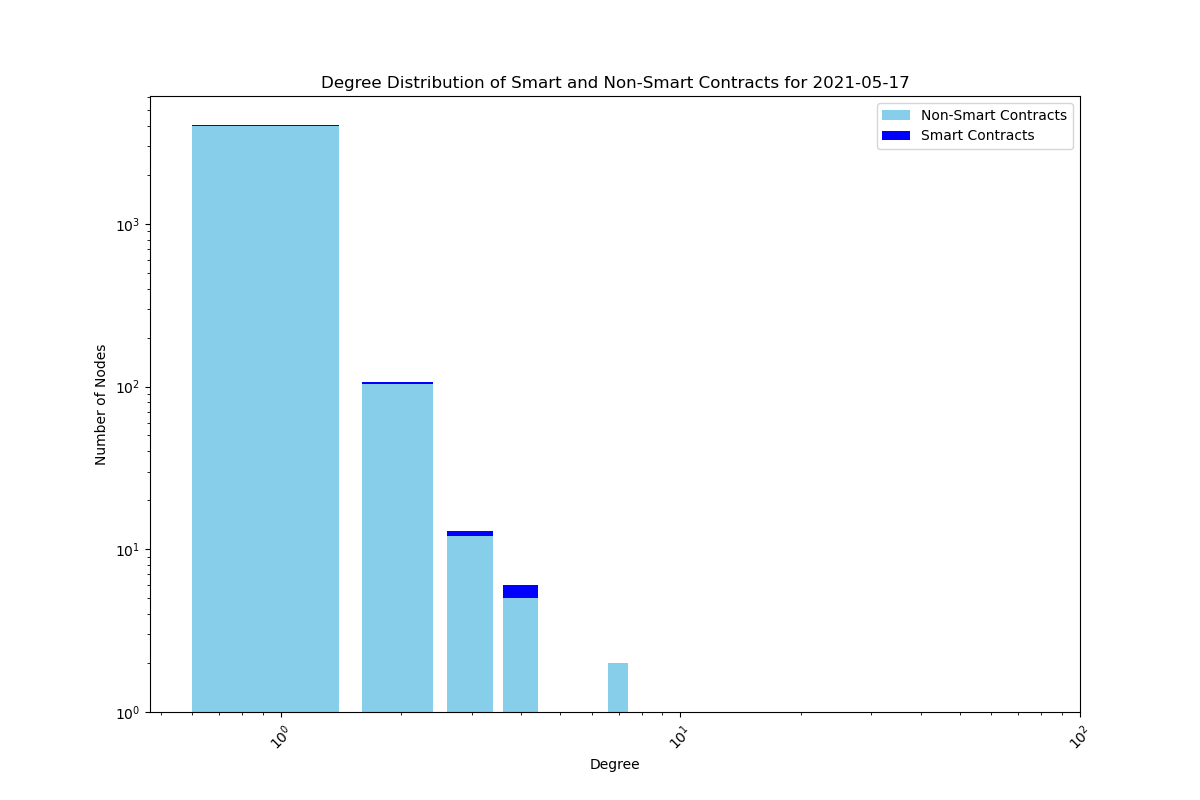 Degree Distribution of Smart and Non-Smart Contracts for 2021-05-17
Non-Smart Contracts
Smart Contracts
Number of Nodes
10³
10²
10¹
10⁰
10⁰
10¹
10²
Degree